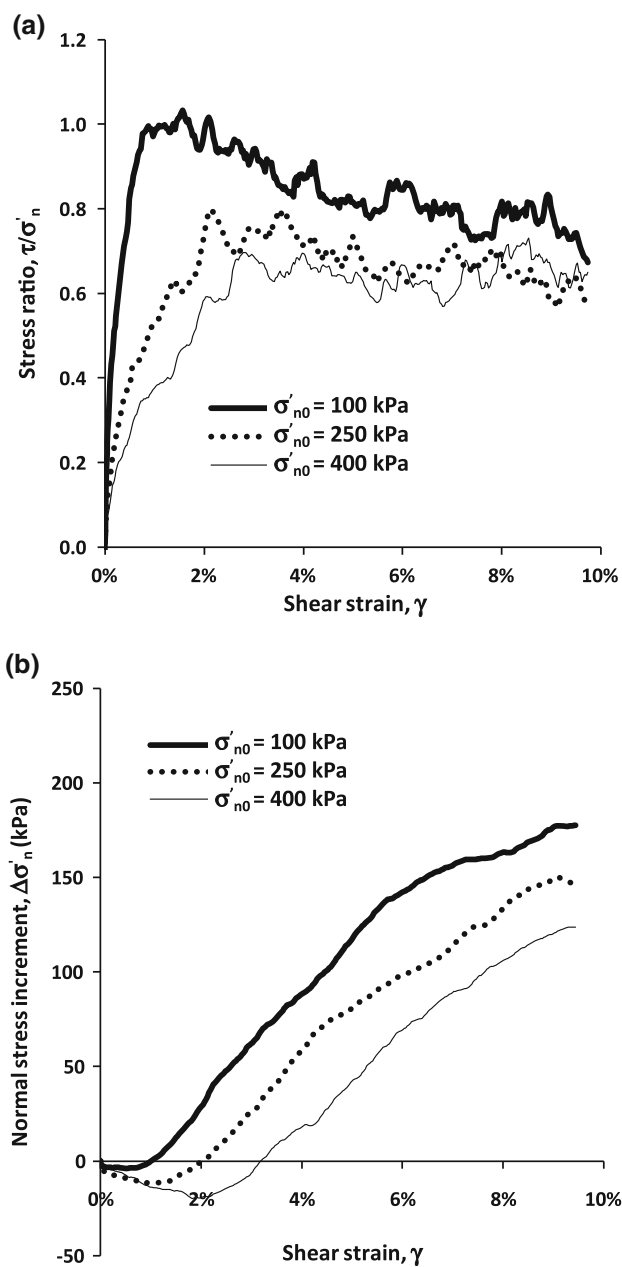 (a)
1.2
1.0
0.8
0.6
0.4
0.2
0.0
Stress ratio, τ/σ'n
σ'n0 = 100 kPa
σ'n0 = 250 kPa
σ'n0 = 400 kPa
0% 2% 4% 6% 8% 10%
Shear strain, γ
(b)
250
200
150
100
50
0
-50
Normal stress increment, Δσ'n (kPa)
σ'n0 = 100 kPa
σ'n0 = 250 kPa
σ'n0 = 400 kPa
0% 2% 4% 6% 8% 10%
Shear strain, γ